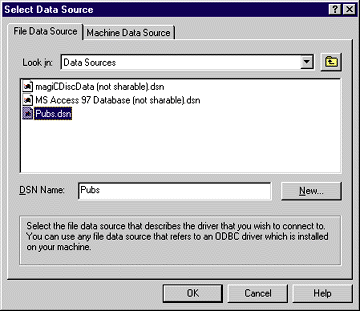 Select Data Source
File Data Source Machine Data Source
Look in: Data Sources
magiCDiscData (not sharable).dsn
MS Access 97 Database (not sharable).dsn
Pubs.dsn
DSN Name: Pubs New...
Select the file data source that describes the driver that you wish to connect to.
You can use any file data source that refers to an ODBC driver which is installed
on your machine.
OK Cancel Help